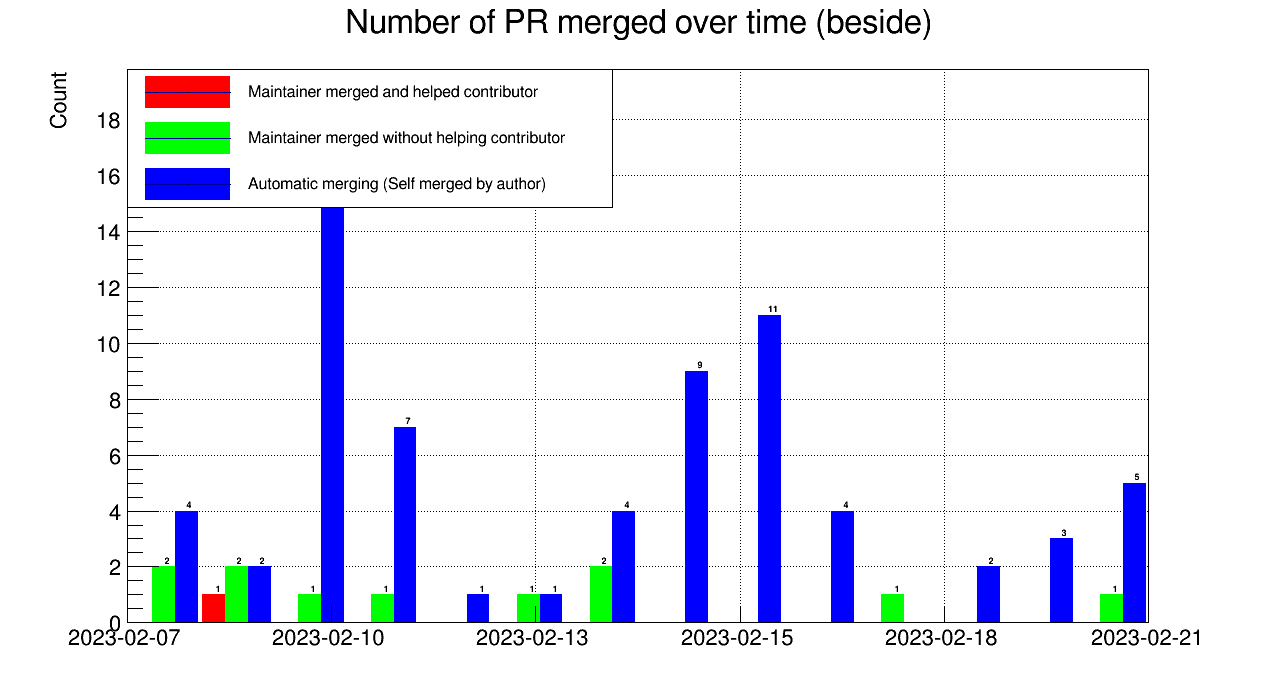 Number of PR merged over time (beside)
Count
Maintainer merged and helped contributor
Maintainer merged without helping contributor
Automatic merging (Self merged by author)
18
16
14
12
10
8
6
4
2
0
2 4 1 2 2 1 1 7 1 1 1 2 4 9 11 4 1 2 3 1 5
2023-02-07 2023-02-10 2023-02-13 2023-02-15 2023-02-18 2023-02-21